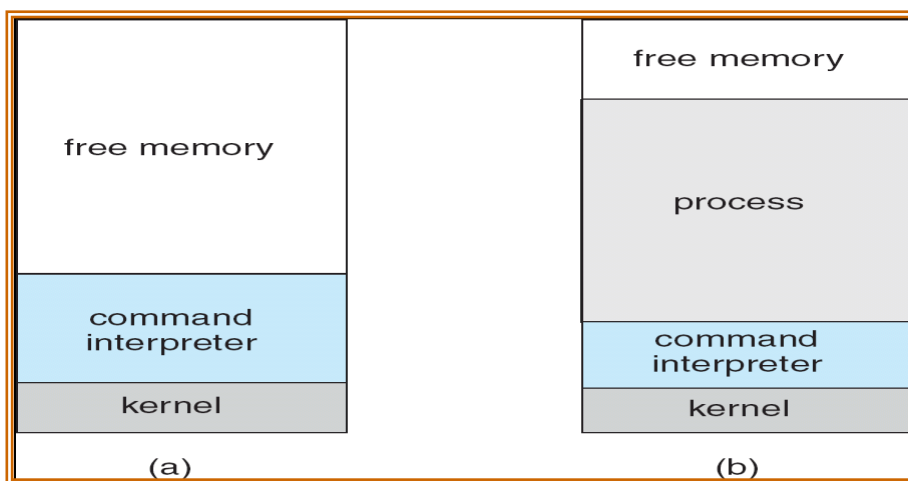 free memory
command
interpreter
kernel
(a)
free memory
process
command
interpreter
kernel
(b)